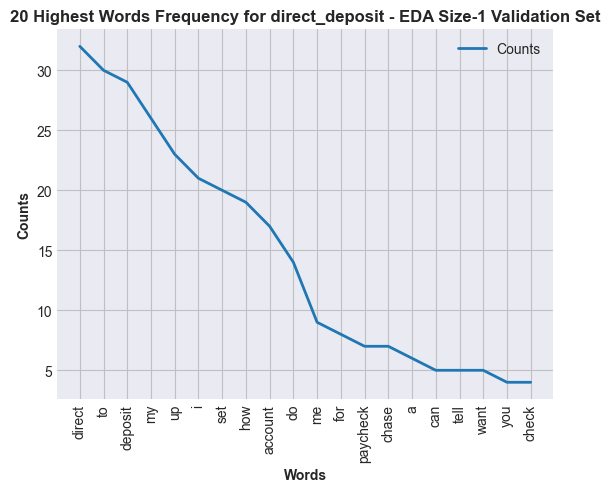 20 Highest Words Frequency for direct_deposit - EDA Size-1 Validation Set
Counts
30
25
20
15
10
5
Counts
direct
to
deposit
my
up
i
set
how
account
do
me
for
paycheck
chase
a
can
tell
want
you
check
Words